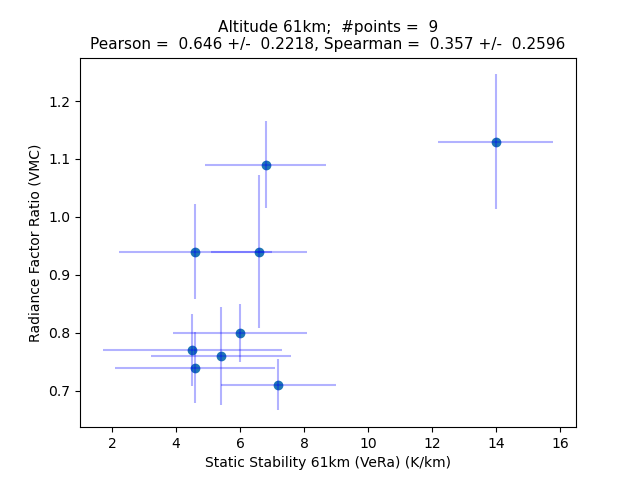 Altitude 61km;  #points =  9
Pearson =  0.646 +/-  0.2218, Spearman =  0.357 +/-  0.2596
1.2
1.1
1.0
0.9
0.8
0.7
Radiance Factor Ratio (VMC)
2 4 6 8 10 12 14 16
Static Stability 61km (VeRa) (K/km)